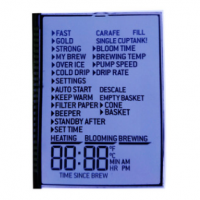 FAST CARAFE FILL
GOLD SINGLE CUP TANK!
STRONG BLOOM TIME
MY BREW BREWING TEMP
OVER ICE PUMP SPEED
COLD DRIP DRIP RATE
SETTINGS
AUTO START DESCALE
KEEP WARM EMPTY BASKET
FILTER PAPER CONE
BEEPER BASKET
STANDBY AFTER
SET TIME
HEATING BLOOMING BREWING
88:88 °F °C
MIN AM
HR PM
TIME SINCE BREW